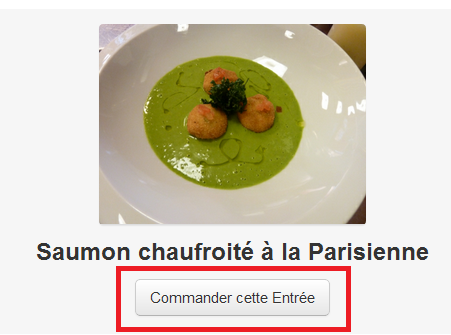 Saumon chaufroité à la Parisienne
Commander cette Entrée